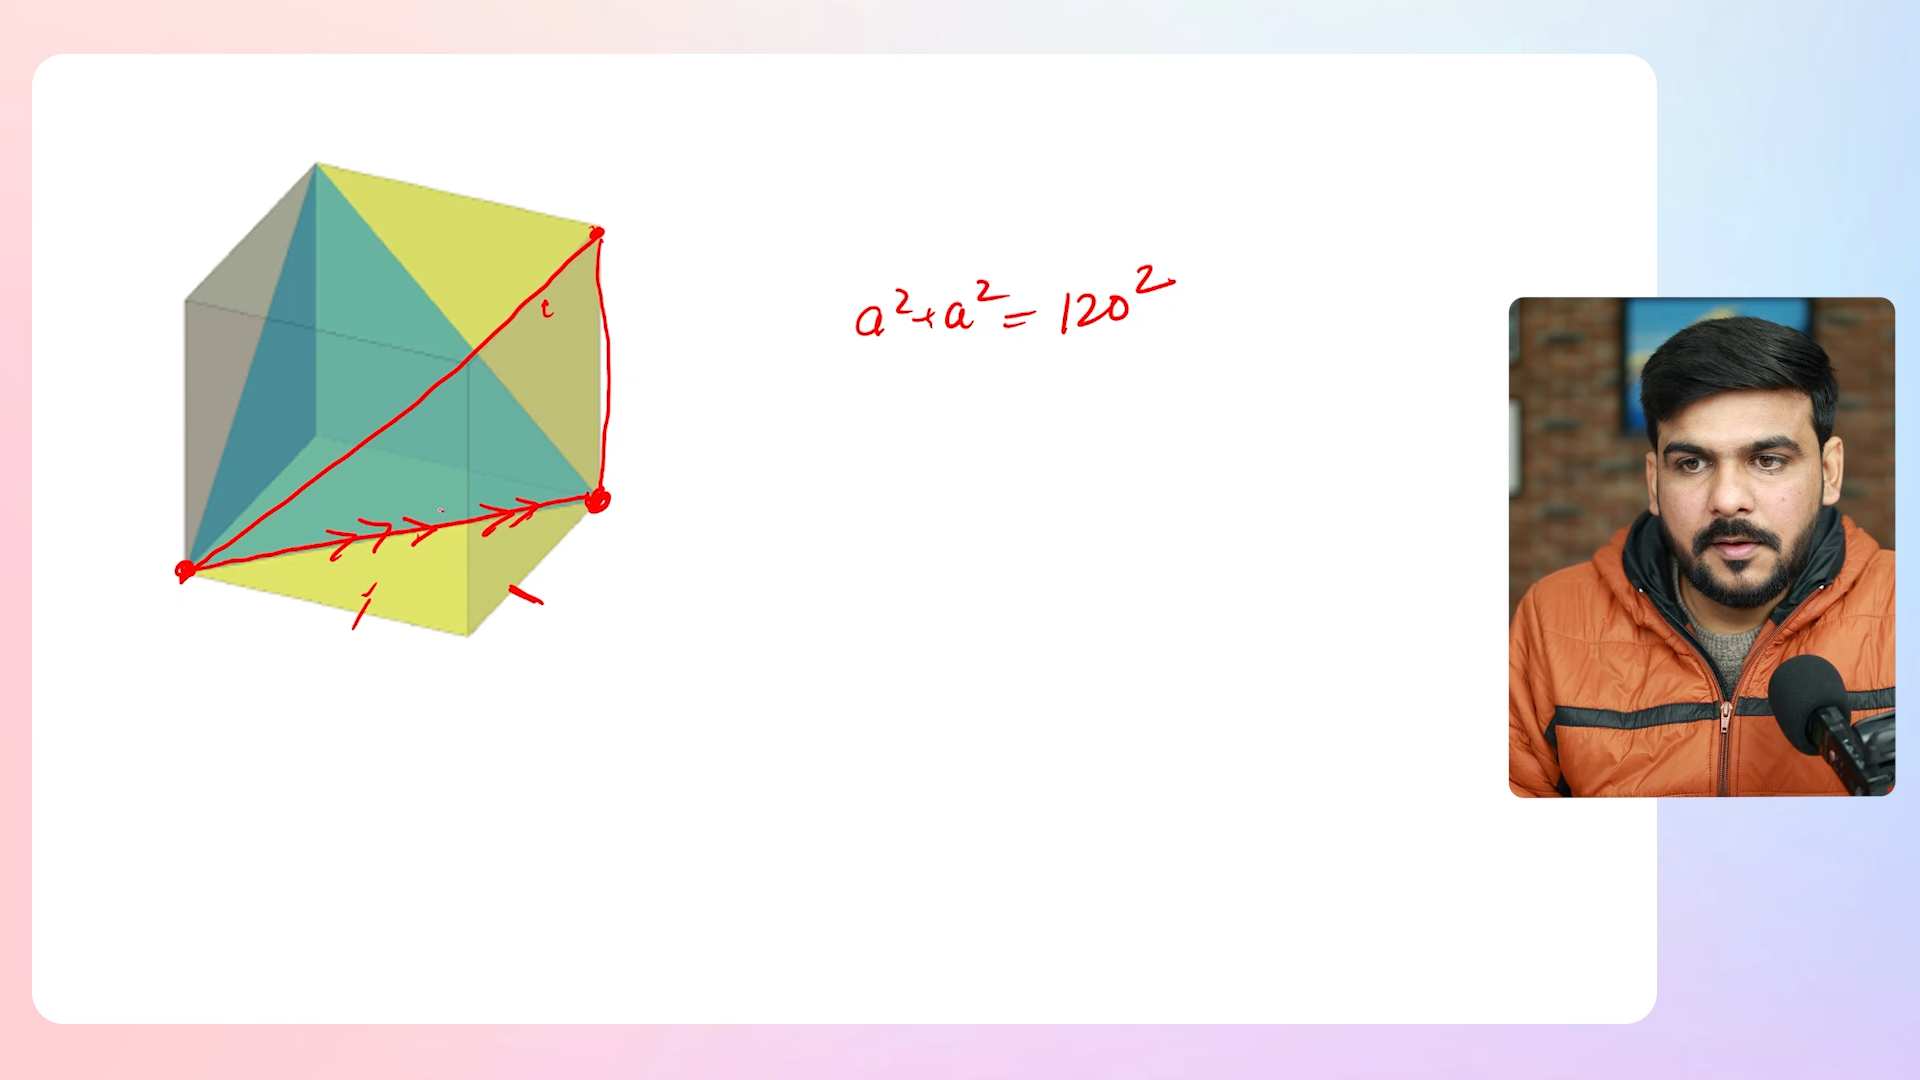 a²+a² = 120²